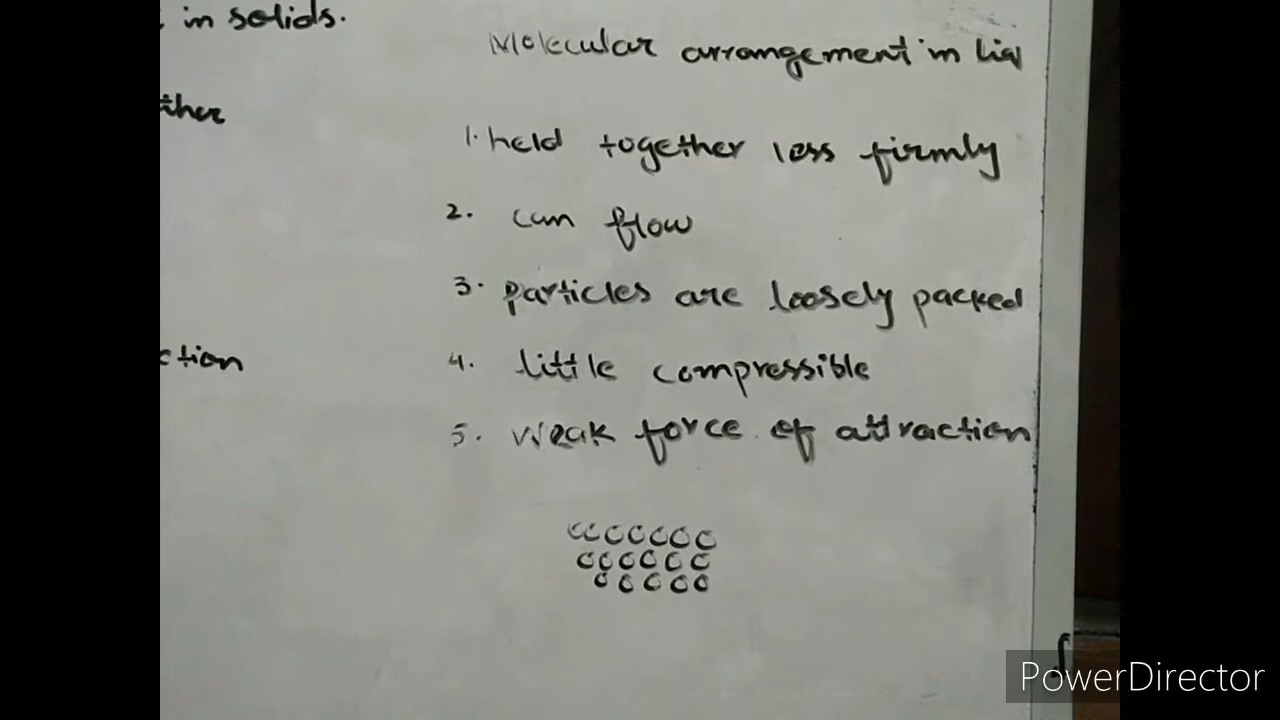 in solids.
Molecular arrangement in liq
ther
1. held together less firmly
2. can flow
3. particles are loosely packed
ction
4. little compressible
5. Weak force of attraction
PowerDirector